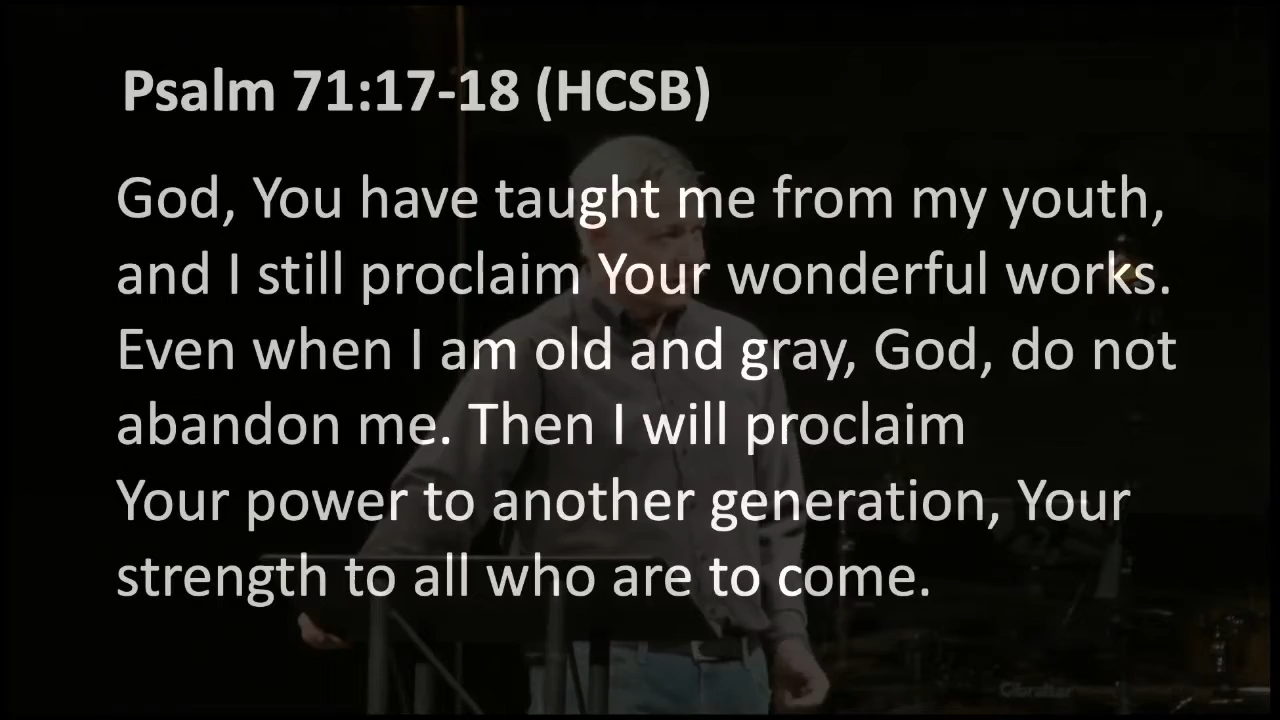 Psalm 71:17-18 (HCSB)
God, You have taught me from my youth,
and I still proclaim Your wonderful works.
Even when I am old and gray, God, do not
abandon me. Then I will proclaim
Your power to another generation, Your
strength to all who are to come.
Gibraltar